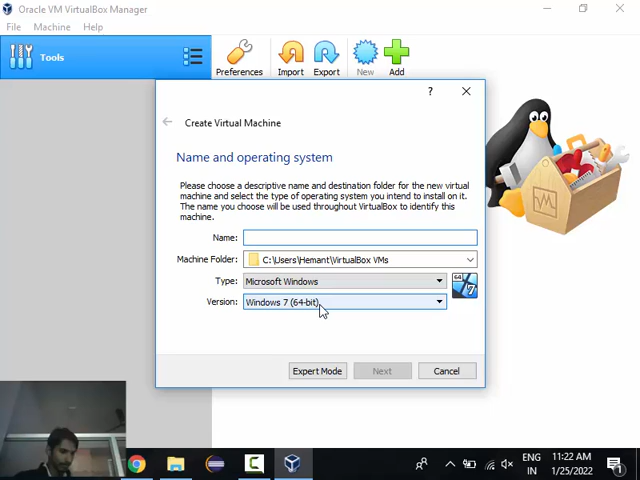 Oracle VM VirtualBox Manager
File Machine Help
Tools
Preferences Import Export New Add
?
Create Virtual Machine
Name and operating system
Please choose a descriptive name and destination folder for the new virtual
machine and select the type of operating system you intend to install on it.
The name you choose will be used throughout VirtualBox to identify this
machine.
Name:
Machine Folder: C:\Users\Hemant\VirtualBox VMs
Type: Microsoft Windows
64
7
Version: Windows 7 (64-bit)
Expert Mode Next Cancel
ENG 11:22 AM
IN 1/25/2022
1